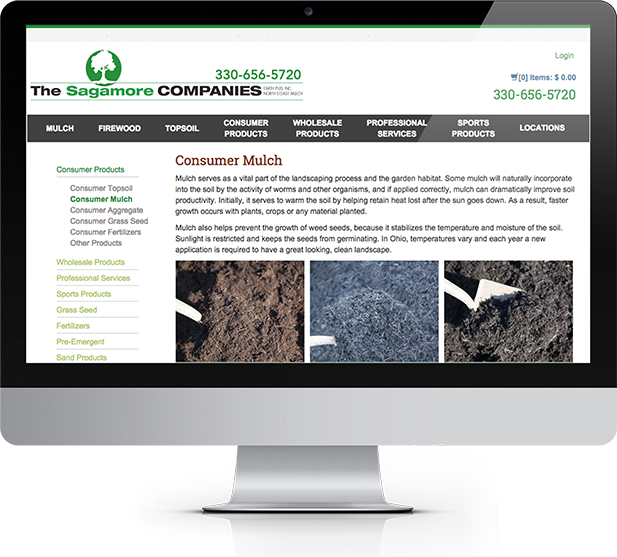 Login
[0] Items: $ 0.00
330-656-5720
330-656-5720
The Sagamore COMPANIES
EARTH PLUS, INC.
NORTH COAST MULCH
MULCH FIREWOOD TOPSOIL CONSUMER PRODUCTS WHOLESALE PRODUCTS PROFESSIONAL SERVICES SPORTS PRODUCTS LOCATIONS
Consumer Products
Consumer Topsoil
Consumer Mulch
Consumer Aggregate
Consumer Grass Seed
Consumer Fertilizers
Other Products
Wholesale Products
Professional Services
Sports Products
Grass Seed
Fertilizers
Pre-Emergent
Sand Products
Consumer Mulch
Mulch serves as a vital part of the landscaping process and the garden habitat. Some mulch will naturally incorporate
into the soil by the activity of worms and other organisms, and if applied correctly, mulch can dramatically improve soil
productivity. Initially, it serves to warm the soil by helping retain heat lost after the sun goes down. As a result, faster
growth occurs with plants, crops or any material planted.
Mulch also helps prevent the growth of weed seeds, because it stabilizes the temperature and moisture of the soil.
Sunlight is restricted and keeps the seeds from germinating. In Ohio, temperatures vary and each year a new
application is required to have a great looking, clean landscape.